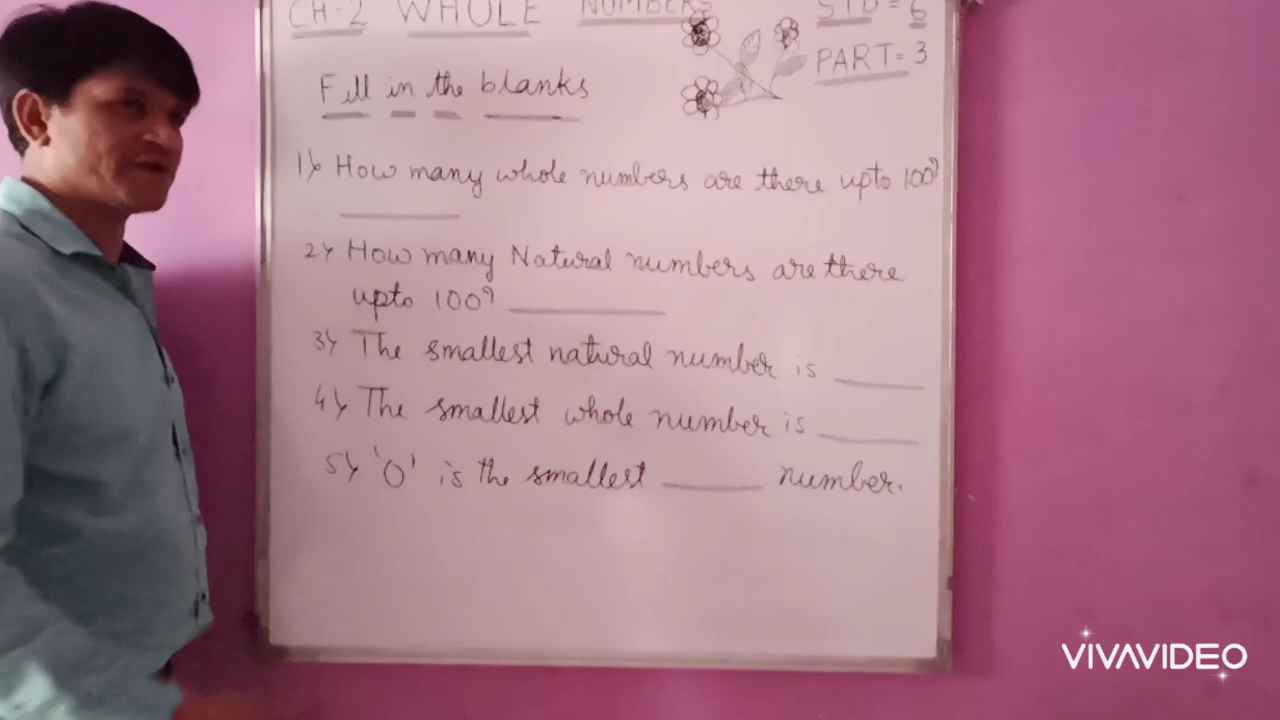 CH-2 WHOLE NUMBERS STD=6
PART=3
Fill in the blanks
1) How many whole numbers are there upto 100?
2) How many Natural numbers are there
upto 100?
3) The smallest natural number is
4) The smallest whole number is
5) '0' is the smallest number.
VIVAVIDEO